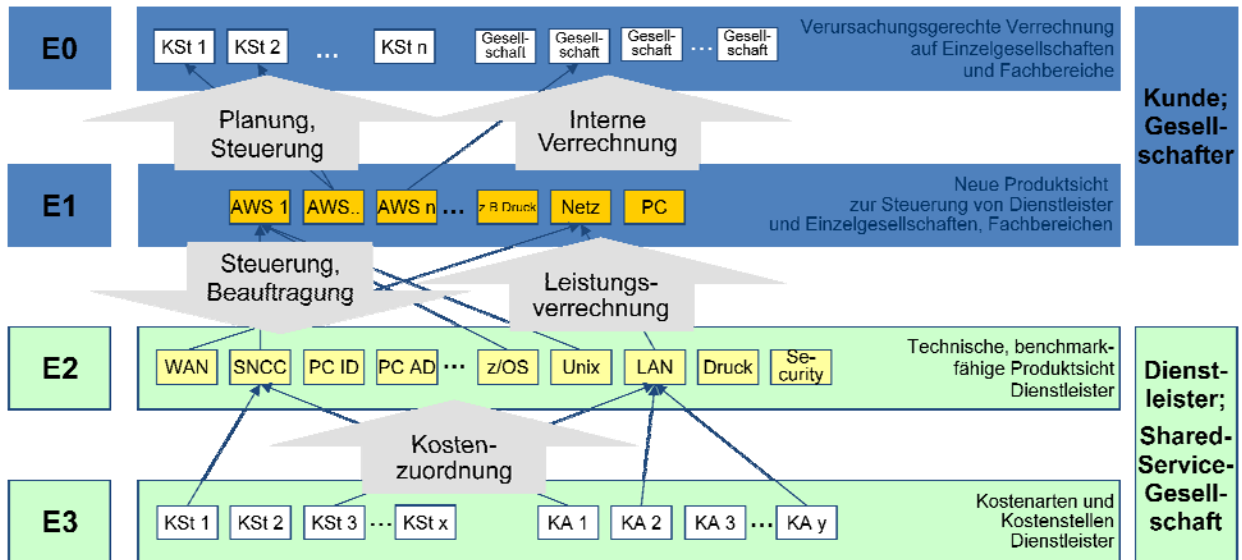 E0
KSt 1
KSt 2
...
KSt n
Gesell-
schaft
Gesell-
schaft
Gesell-
schaft
...
Gesell-
schaft
Verursachungsgerechte Verrechnung
auf Einzelgesellschaften
und Fachbereiche
Kunde;
Gesell-
schafter
Planung,
Steuerung
Interne
Verrechnung
E1
AWS 1
AWS..
AWS n
...
z B Druck
Netz
PC
Neue Produktsicht
zur Steuerung von Dienstleister
und Einzelgesellschaften, Fachbereichen
Steuerung,
Beauftragung
Leistungs-
verrechnung
E2
WAN
SNCC
PC ID
PC AD
...
z/OS
Unix
LAN
Druck
Se-
curity
Technische, benchmark-
fähige Produktsicht
Dienstleister
Dienst-
leister;
Shared-
Service-
Gesell-
schaft
Kosten-
zuordnung
E3
KSt 1
KSt 2
KSt 3
...
KSt x
KA 1
KA 2
KA 3
...
KA y
Kostenarten und
Kostenstellen
Dienstleister